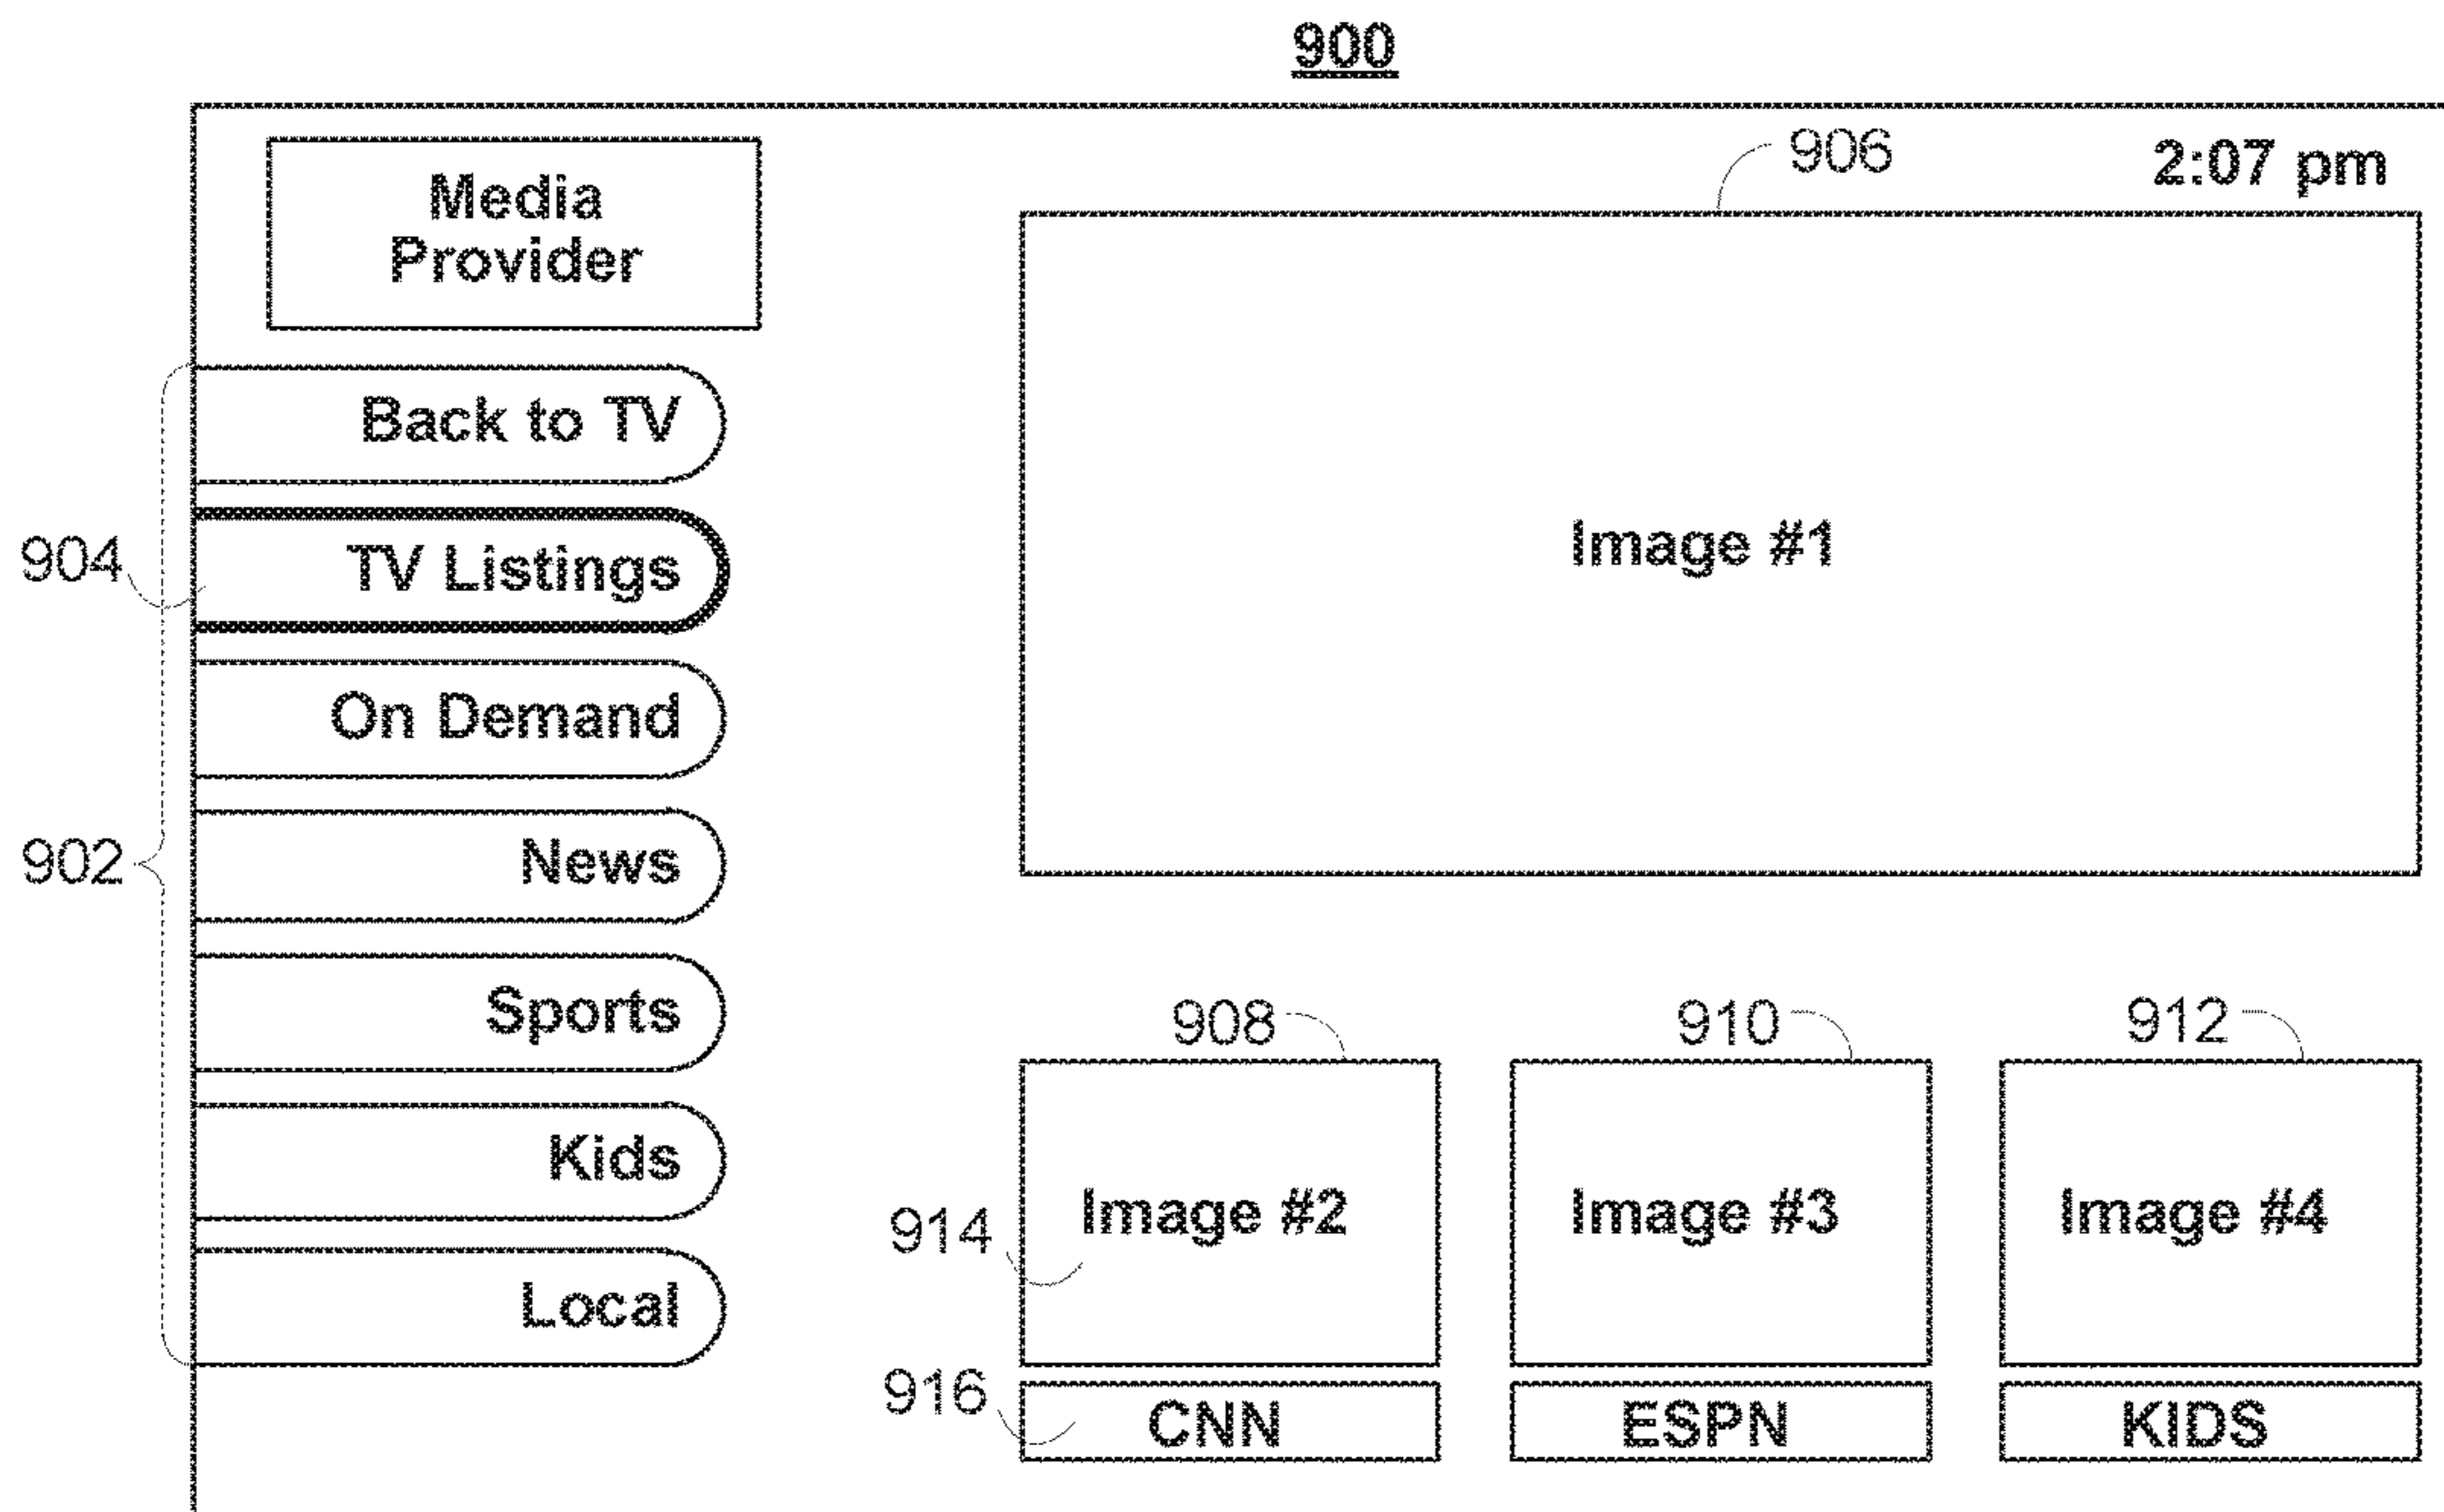 900
Media
Provider
906
2:07 pm
Back to TV
904
TV Listings
Image #1
On Demand
902
News
Sports
908
910
912
Kids
914
Image #2
Image #3
Image #4
Local
916
CNN
ESPN
KIDS